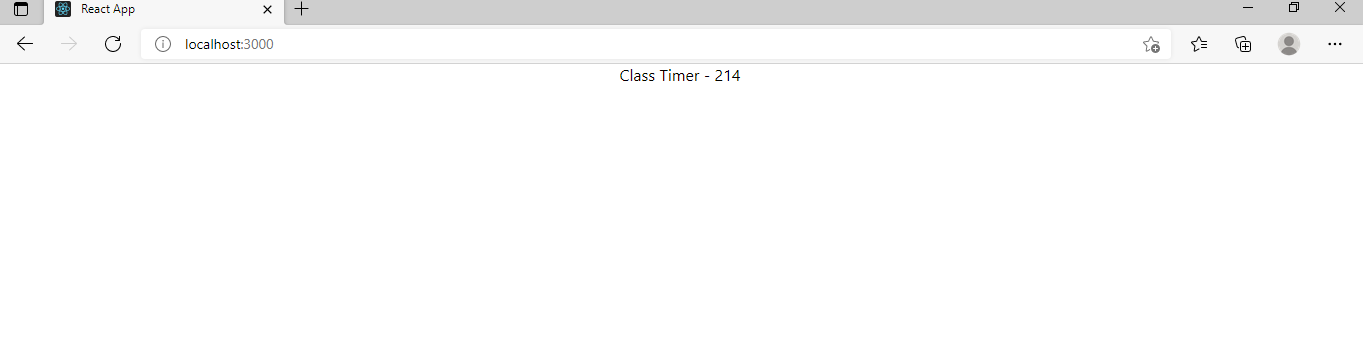 React App
localhost:3000
Class Timer - 214